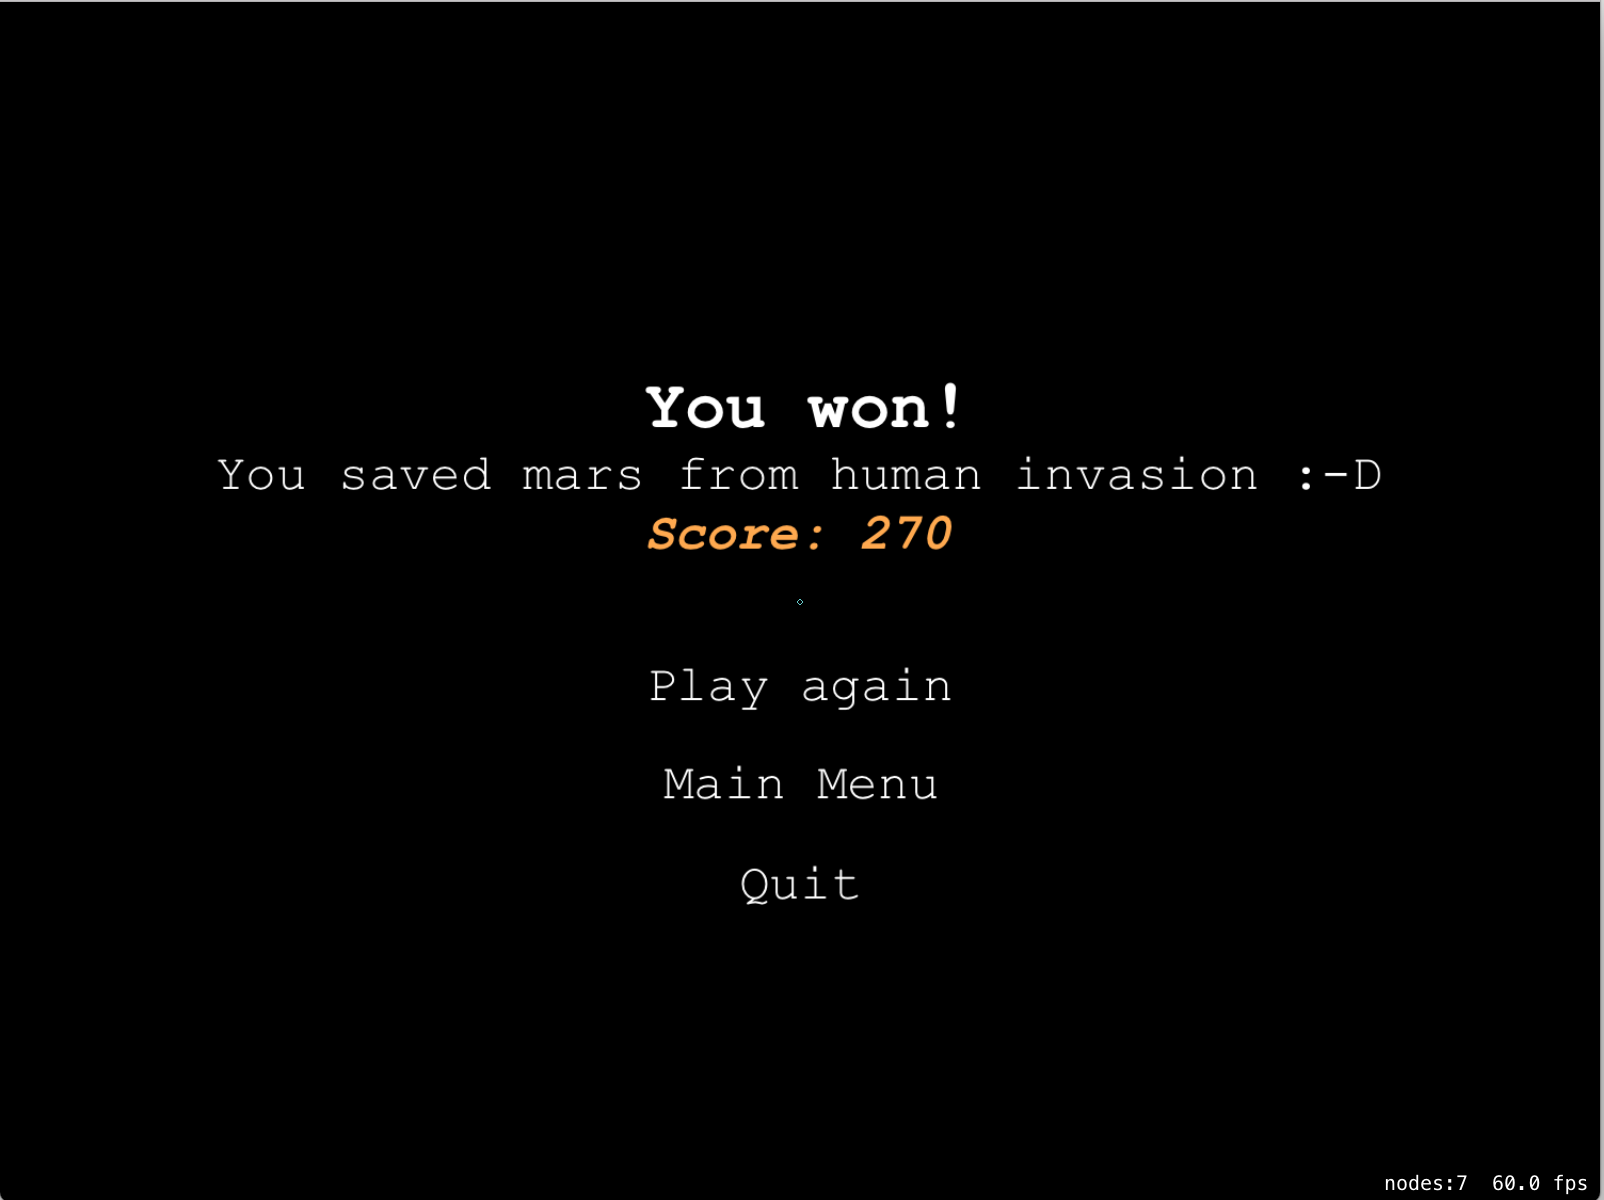 You won!
You saved mars from human invasion :-D
Score: 270
Play again
Main Menu
Quit
nodes:7  60.0 fps